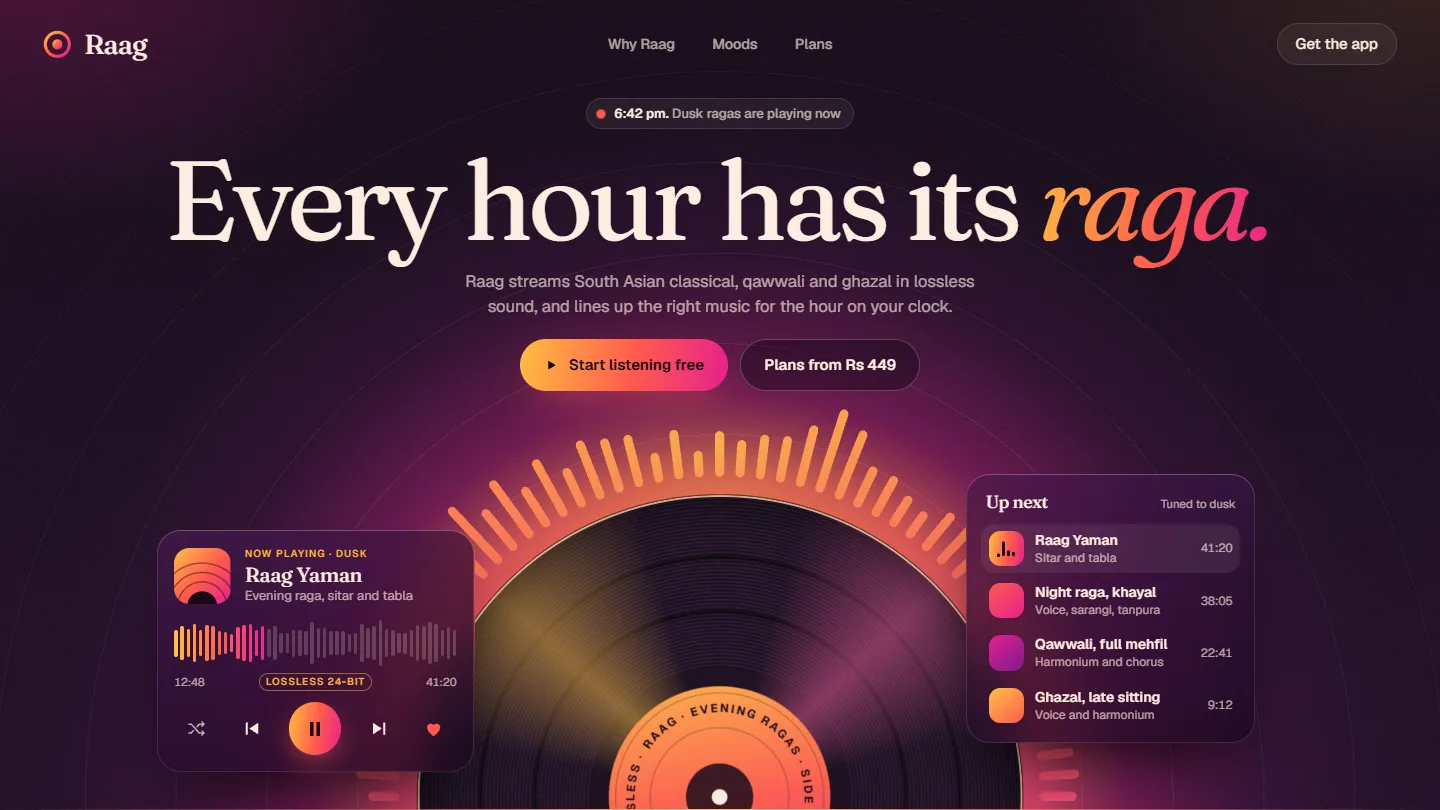 Raag
Why Raag
Moods
Plans
Get the app
6:42 pm. Dusk ragas are playing now
Every hour has its raga.
Raag streams South Asian classical, qawwali and ghazal in lossless
sound, and lines up the right music for the hour on your clock.
Start listening free
Plans from Rs 449
NOW PLAYING · DUSK
Raag Yaman
Evening raga, sitar and tabla
12:48
LOSSLESS 24-BIT
41:20
SLESS · RAAG · EVENING RAGAS · SIDE
Up next
Tuned to dusk
Raag Yaman
Sitar and tabla
41:20
Night raga, khayal
Voice, sarangi, tanpura
38:05
Qawwali, full mehfil
Harmonium and chorus
22:41
Ghazal, late sitting
Voice and harmonium
9:12